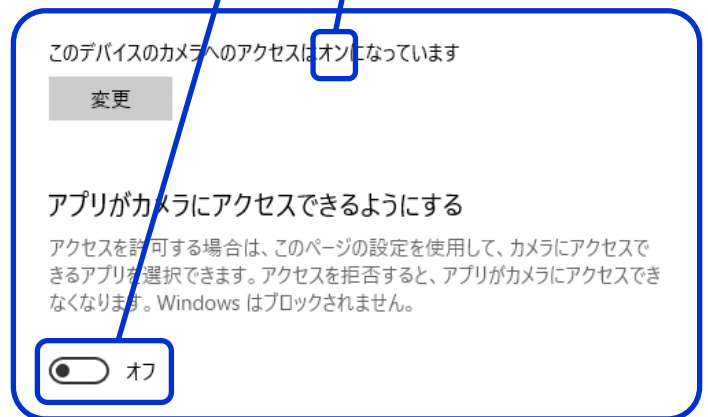 このデバイスのカメラへのアクセスはオンになっています
変更
アプリがカメラにアクセスできるようにする
アクセスを許可する場合は、このページの設定を使用して、カメラにアクセスで
きるアプリを選択できます。アクセスを拒否すると、アプリがカメラにアクセスでき
なくなります。Windows はブロックされません。
オフ